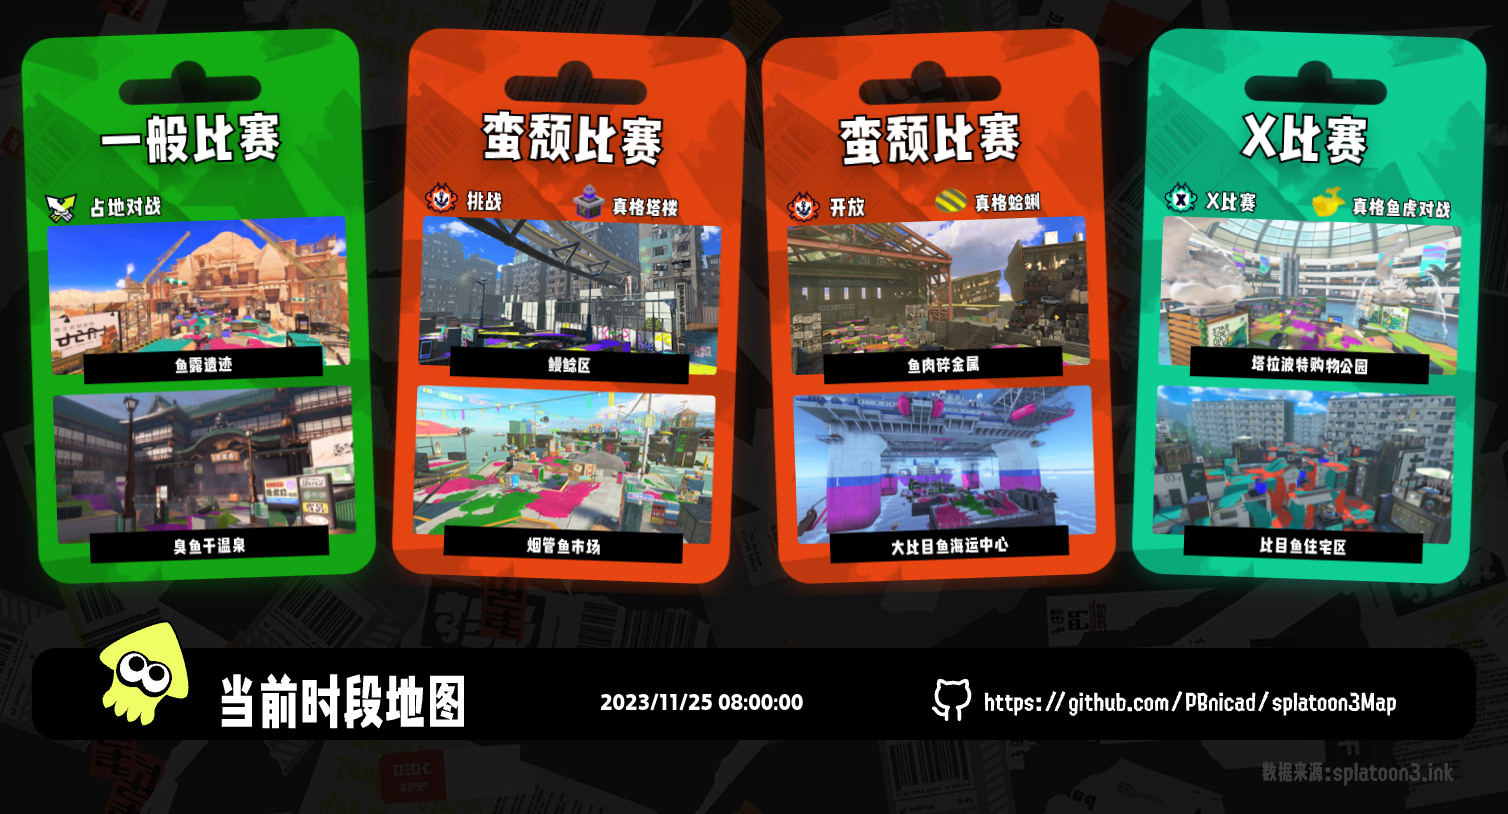 一般比赛
占地对战
鱼露遗迹
臭鱼干温泉
蛮颓比赛
挑战
真格塔楼
鳗鲶区
烟管鱼市场
蛮颓比赛
开放
真格蛤蜊
鱼肉碎金属
大比目鱼海运中心
X比赛
X比赛
真格鱼虎对战
塔拉波特购物公园
比目鱼住宅区
当前时段地图
2023/11/25 08:00:00
https://github.com/PBnicad/splatoon3Map
数据来源:splatoon3.ink